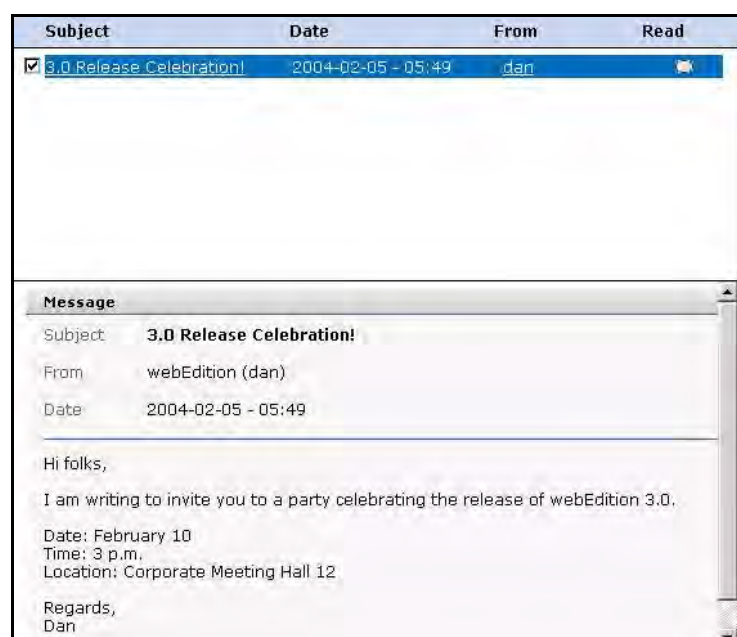 Subject Date From Read
3.0 Release Celebration! 2004-02-05 - 05:49 dan
Message
Subject 3.0 Release Celebration!
From webEdition (dan)
Date 2004-02-05 - 05:49
Hi folks,
I am writing to invite you to a party celebrating the release of webEdition 3.0.
Date: February 10
Time: 3 p.m.
Location: Corporate Meeting Hall 12
Regards,
Dan